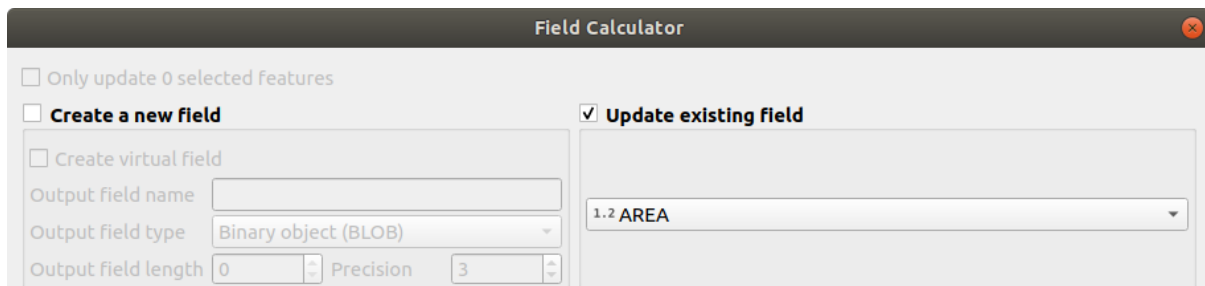 Field Calculator
Only update 0 selected features
Create a new field
Update existing field
Create virtual field
Output field name
1.2 AREA
Output field type Binary object (BLOB)
Output field length 0 Precision 3